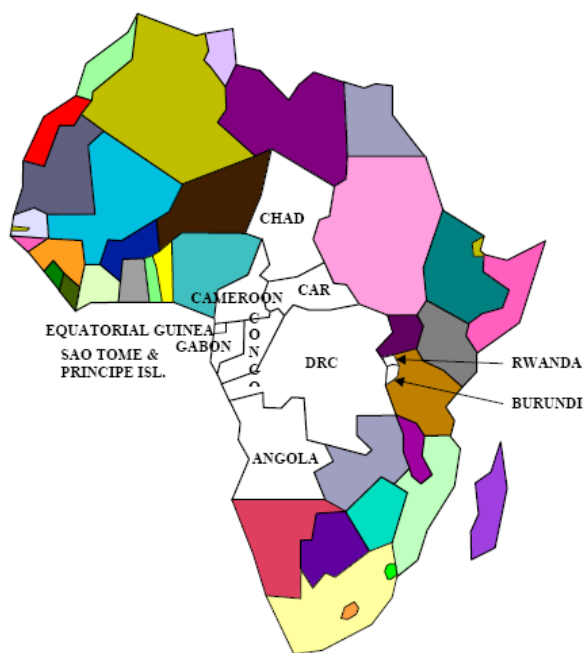 CHAD
CAR
CAMEROON
EQUATORIAL GUINEA
GABON
CONGO
SAO TOME &
PRINCIPE ISL.
DRC
RWANDA
BURUNDI
ANGOLA